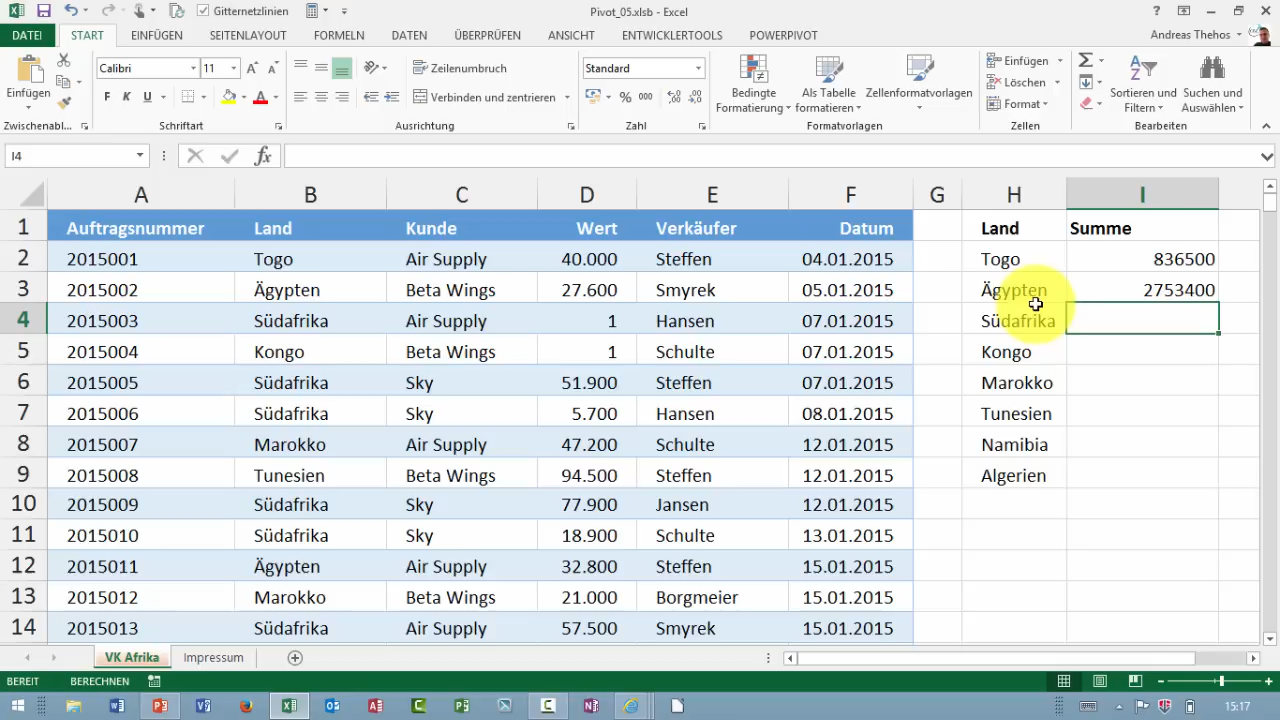 Gitternetzlinien
Pivot_05.xlsb - Excel
DATEI START EINFÜGEN SEITENLAYOUT FORMELN DATEN ÜBERPRÜFEN ANSICHT ENTWICKLERTOOLS POWERPIVOT Andreas Thehos
Calibri 11 Zeilenumbruch Standard Einfügen
Einfügen F K U Verbinden und zentrieren % 000 Bedingte Formatierung Als Tabelle formatieren Zellenformatvorlagen Löschen Sortieren und Filtern Suchen und Auswählen
Format
Zwischenabl... Schriftart Ausrichtung Zahl Formatvorlagen Zellen Bearbeiten
I4 fx
A B C D E F G H I
1 Auftragsnummer Land Kunde Wert Verkäufer Datum Land Summe
2 2015001 Togo Air Supply 40.000 Steffen 04.01.2015 Togo 836500
3 2015002 Ägypten Beta Wings 27.600 Smyrek 05.01.2015 Ägypten 2753400
4 2015003 Südafrika Air Supply 1 Hansen 07.01.2015 Südafrika
5 2015004 Kongo Beta Wings 1 Schulte 07.01.2015 Kongo
6 2015005 Südafrika Sky 51.900 Steffen 07.01.2015 Marokko
7 2015006 Südafrika Sky 5.700 Hansen 08.01.2015 Tunesien
8 2015007 Marokko Air Supply 47.200 Schulte 12.01.2015 Namibia
9 2015008 Tunesien Beta Wings 94.500 Steffen 12.01.2015 Algerien
10 2015009 Südafrika Sky 77.900 Jansen 12.01.2015
11 2015010 Südafrika Sky 18.900 Schulte 13.01.2015
12 2015011 Ägypten Air Supply 32.800 Steffen 15.01.2015
13 2015012 Marokko Beta Wings 21.000 Borgmeier 15.01.2015
14 2015013 Südafrika Air Supply 57.500 Smyrek 15.01.2015
VK Afrika Impressum
BEREIT BERECHNEN
15:17